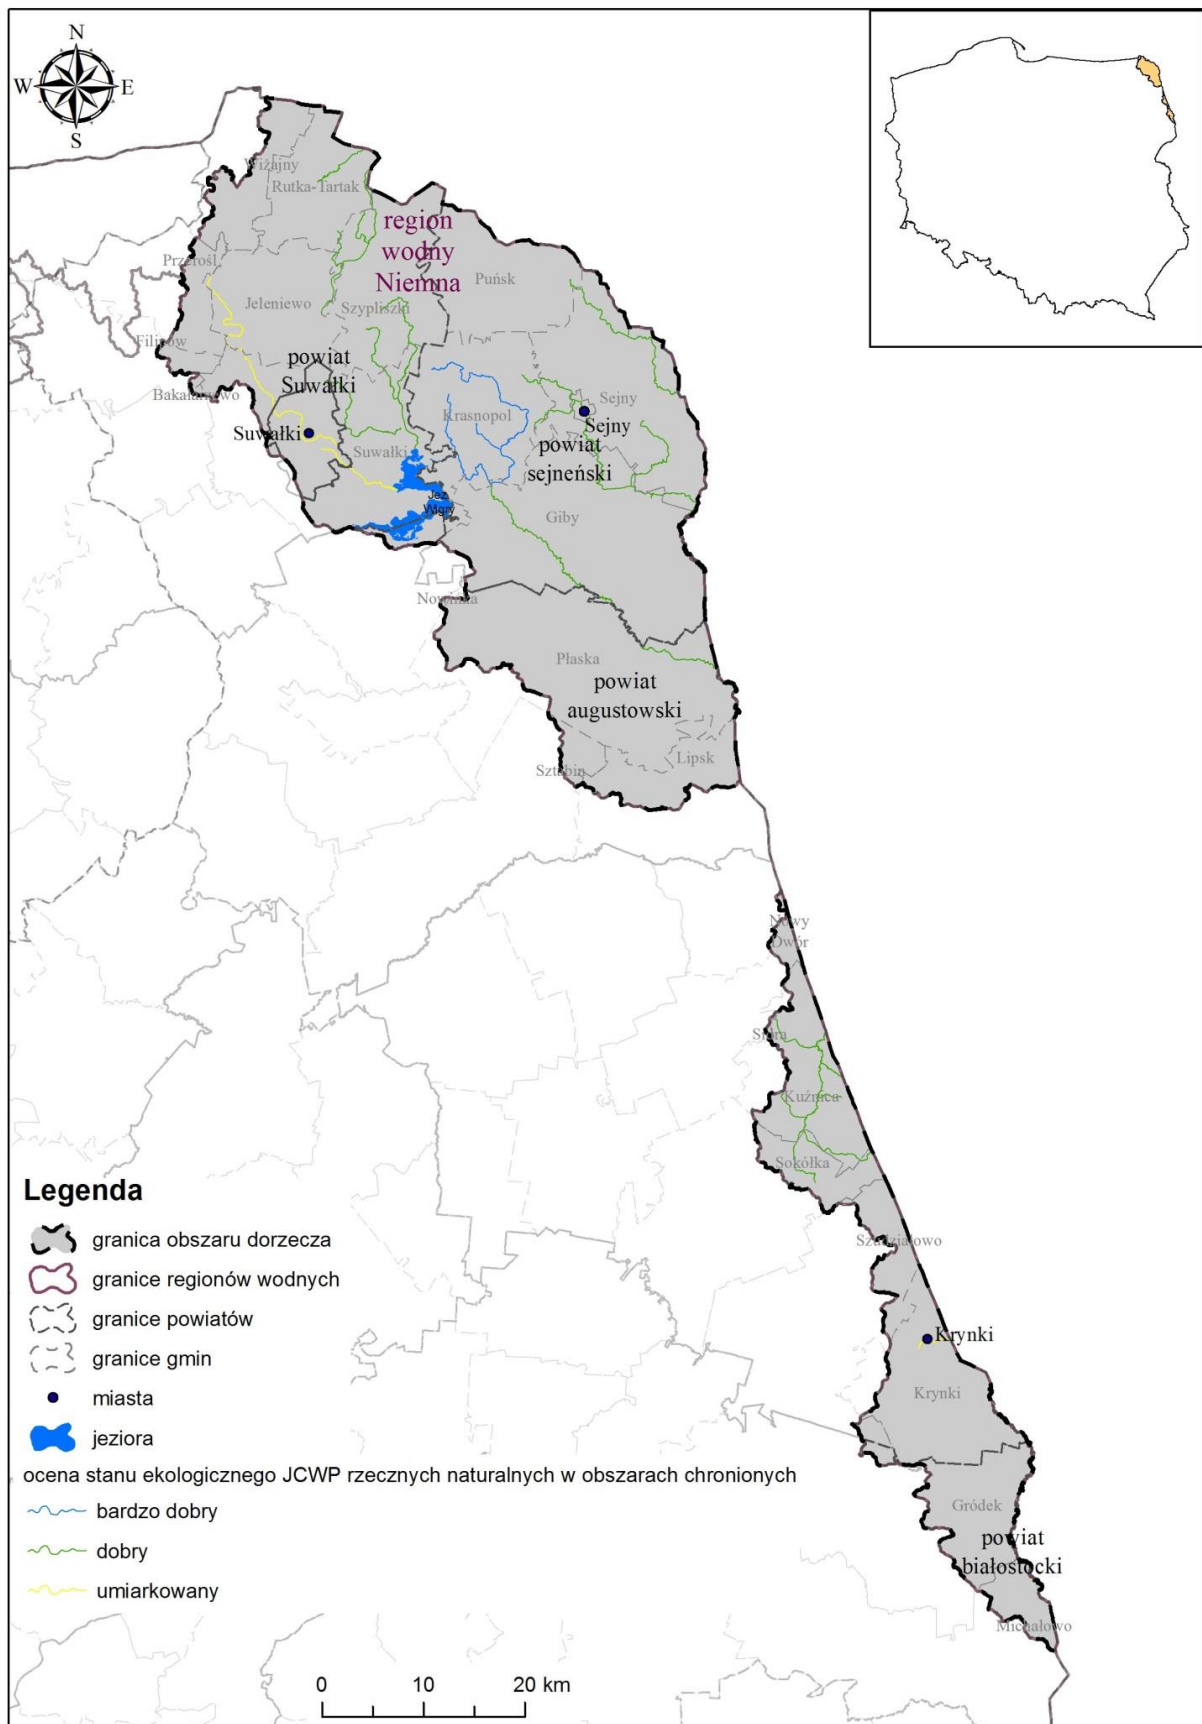 N
W
E
S
Wiżajny
Rutka-Tartak
region
wodny
Niemna
Przerośl
Puńsk
Jeleniewo
Szypliszki
Filipów
powiat
Suwałki
Bakałarzewo
Krasnopol
Sejny
Sejny
Suwałki
Suwałki
powiat
sejneński
Jez.
Wigry
Giby
Nowinka
Płaska
powiat
augustowski
Lipsk
Sztabin
Nowy
Dwór
Sidra
Kuźnica
Sokółka
Szudziałowo
Krynki
Krynki
Gródek
powiat
białostocki
Michałowo
Legenda
granica obszaru dorzecza
granice regionów wodnych
granice powiatów
granice gmin
miasta
jeziora
ocena stanu ekologicznego JCWP rzecznych naturalnych w obszarach chronionych
bardzo dobry
dobry
umiarkowany
0 10 20 km